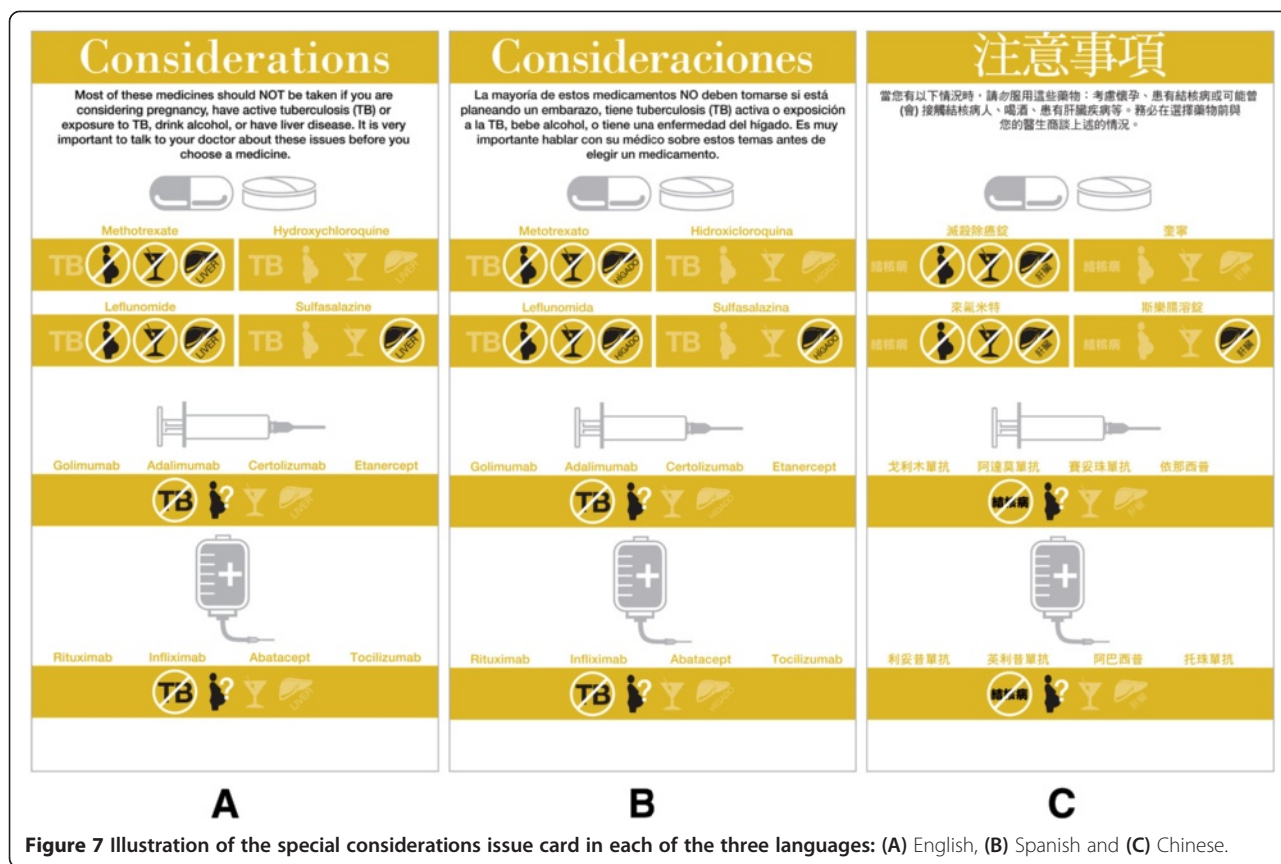 Considerations
Most of these medicines should NOT be taken if you are
considering pregnancy, have active tuberculosis (TB) or
exposure to TB, drink alcohol, or have liver disease. It is very
important to talk to your doctor about these issues before you
choose a medicine.
Methotrexate Hydroxychloroquine
TB LIVER TB LIVER
Leflunomide Sulfasalazine
TB LIVER TB LIVER
Golimumab Adalimumab Certolizumab Etanercept
TB ? LIVER
Rituximab Infliximab Abatacept Tocilizumab
TB ? LIVER
A
Consideraciones
La mayoría de estos medicamentos NO deben tomarse si está
planeando un embarazo, tiene tuberculosis (TB) activa o exposición
a la TB, bebe alcohol, o tiene una enfermedad del hígado. Es muy
importante hablar con su médico sobre estos temas antes de
elegir un medicamento.
Metotrexato Hidroxicloroquina
TB HÍGADO TB HÍGADO
Leflunomida Sulfasalazina
TB HÍGADO TB HÍGADO
Golimumab Adalimumab Certolizumab Etanercept
TB ? HÍGADO
Rituximab Infliximab Abatacept Tocilizumab
TB ? HÍGADO
B
注意事項
當您有以下情況時，請勿服用這些藥物：考慮懷孕、患有結核病或可能曾
(會) 接觸結核病人、喝酒、患有肝臟疾病等。務必在選擇藥物前與
您的醫生商談上述的情況。
滅殺除癌錠 奎寧
結核病 肝臟 結核病 肝臟
來氟米特 斯樂腸溶錠
結核病 肝臟 結核病 肝臟
戈利木單抗 阿達莫單抗 賽妥珠單抗 依那西普
結核病 ? 肝臟
利妥昔單抗 英利昔單抗 阿巴西普 托珠單抗
結核病 ? 肝臟
C
Figure 7 Illustration of the special considerations issue card in each of the three languages: (A) English, (B) Spanish and (C) Chinese.